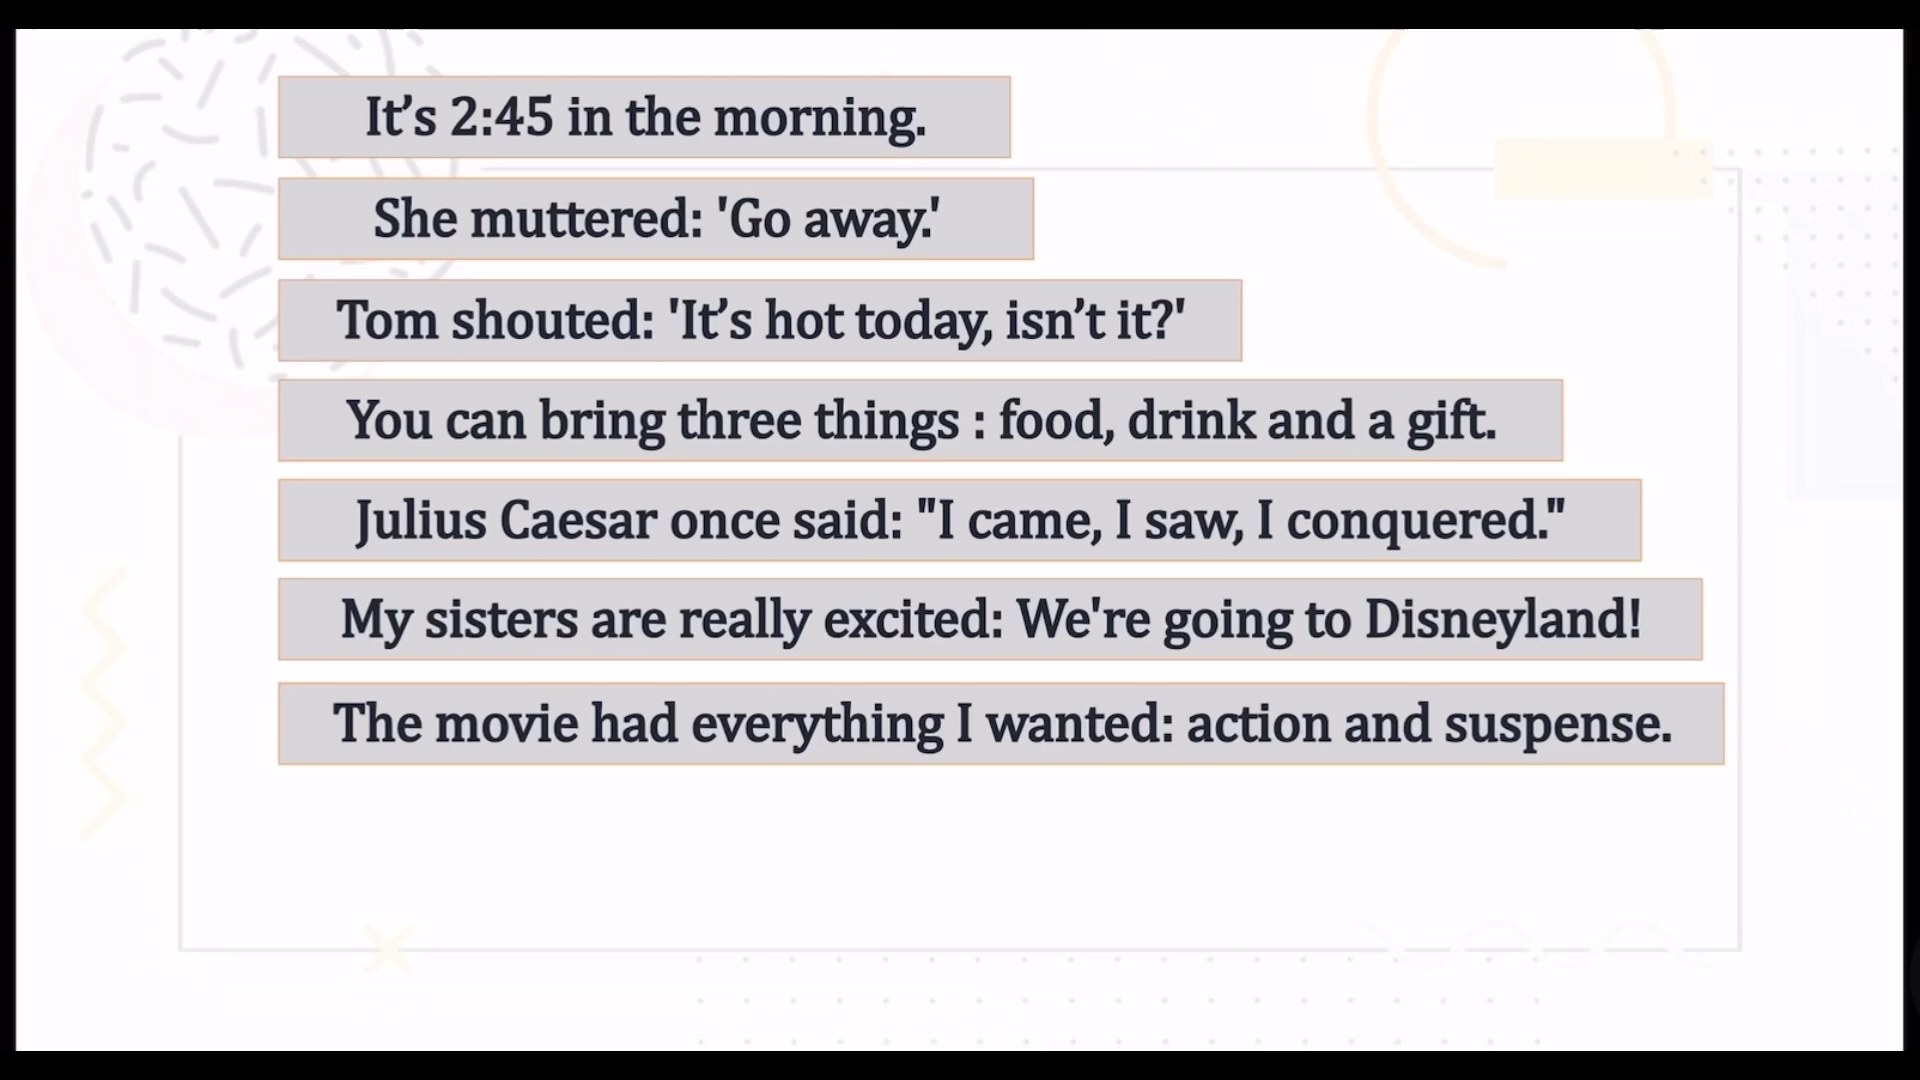 It’s 2:45 in the morning.
She muttered: 'Go away.'
Tom shouted: 'It’s hot today, isn’t it?'
You can bring three things : food, drink and a gift.
Julius Caesar once said: "I came, I saw, I conquered."
My sisters are really excited: We're going to Disneyland!
The movie had everything I wanted: action and suspense.